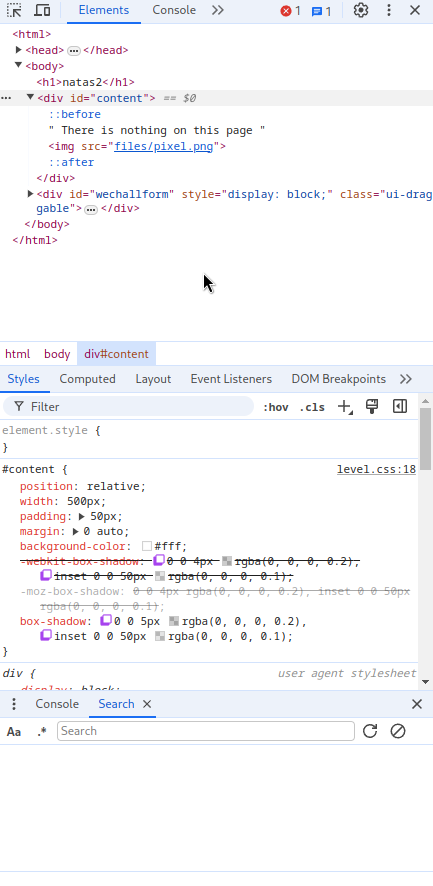 Elements Console >> 1 1
<html>
<head> ... </head>
<body>
<h1>natas2</h1>
... <div id="content"> == $0
::before
" There is nothing on this page "
<img src="files/pixel.png">
::after
</div>
<div id="wechallform" style="display: block;" class="ui-drag
gable"> ... </div>
</body>
</html>
html body div#content
Styles Computed Layout Event Listeners DOM Breakpoints >>
Filter :hov .cls
element.style {
}
#content { level.css:18
position: relative;
width: 500px;
padding: 50px;
margin: 0 auto;
background-color: #fff;
-webkit-box-shadow: 0 0 4px rgba(0, 0, 0, 0.2),
inset 0 0 50px rgba(0, 0, 0, 0.1);
-moz-box-shadow: 0 0 4px rgba(0, 0, 0, 0.2), inset 0 0 50px
rgba(0, 0, 0, 0.1);
box-shadow: 0 0 5px rgba(0, 0, 0, 0.2),
inset 0 0 50px rgba(0, 0, 0, 0.1);
}
div { user agent stylesheet
display: block;
Console Search
Aa .* Search